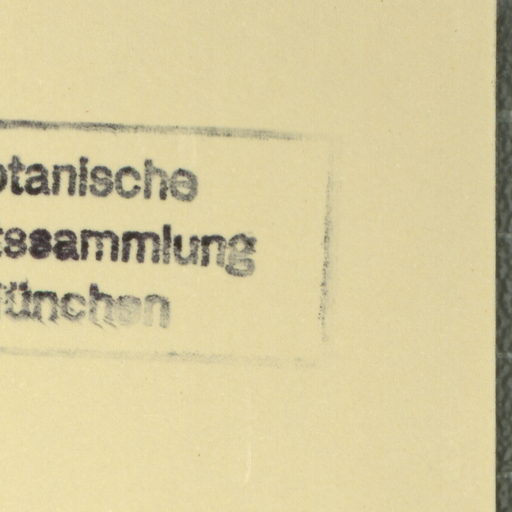 otanische
tssammlung
ünchen